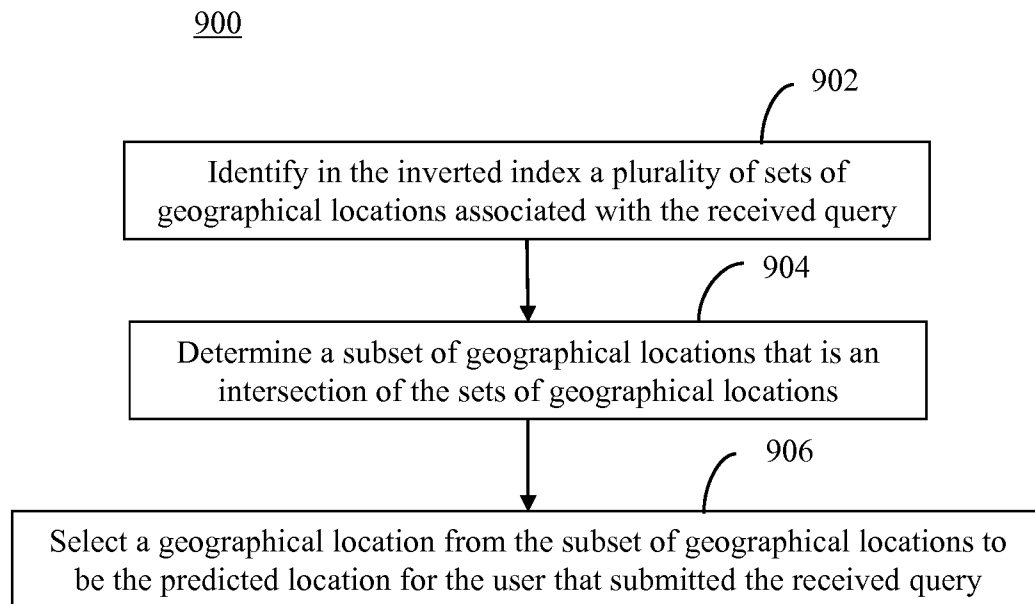 900
902
Identify in the inverted index a plurality of sets of
geographical locations associated with the received query
904
Determine a subset of geographical locations that is an
intersection of the sets of geographical locations
906
Select a geographical location from the subset of geographical locations to
be the predicted location for the user that submitted the received query